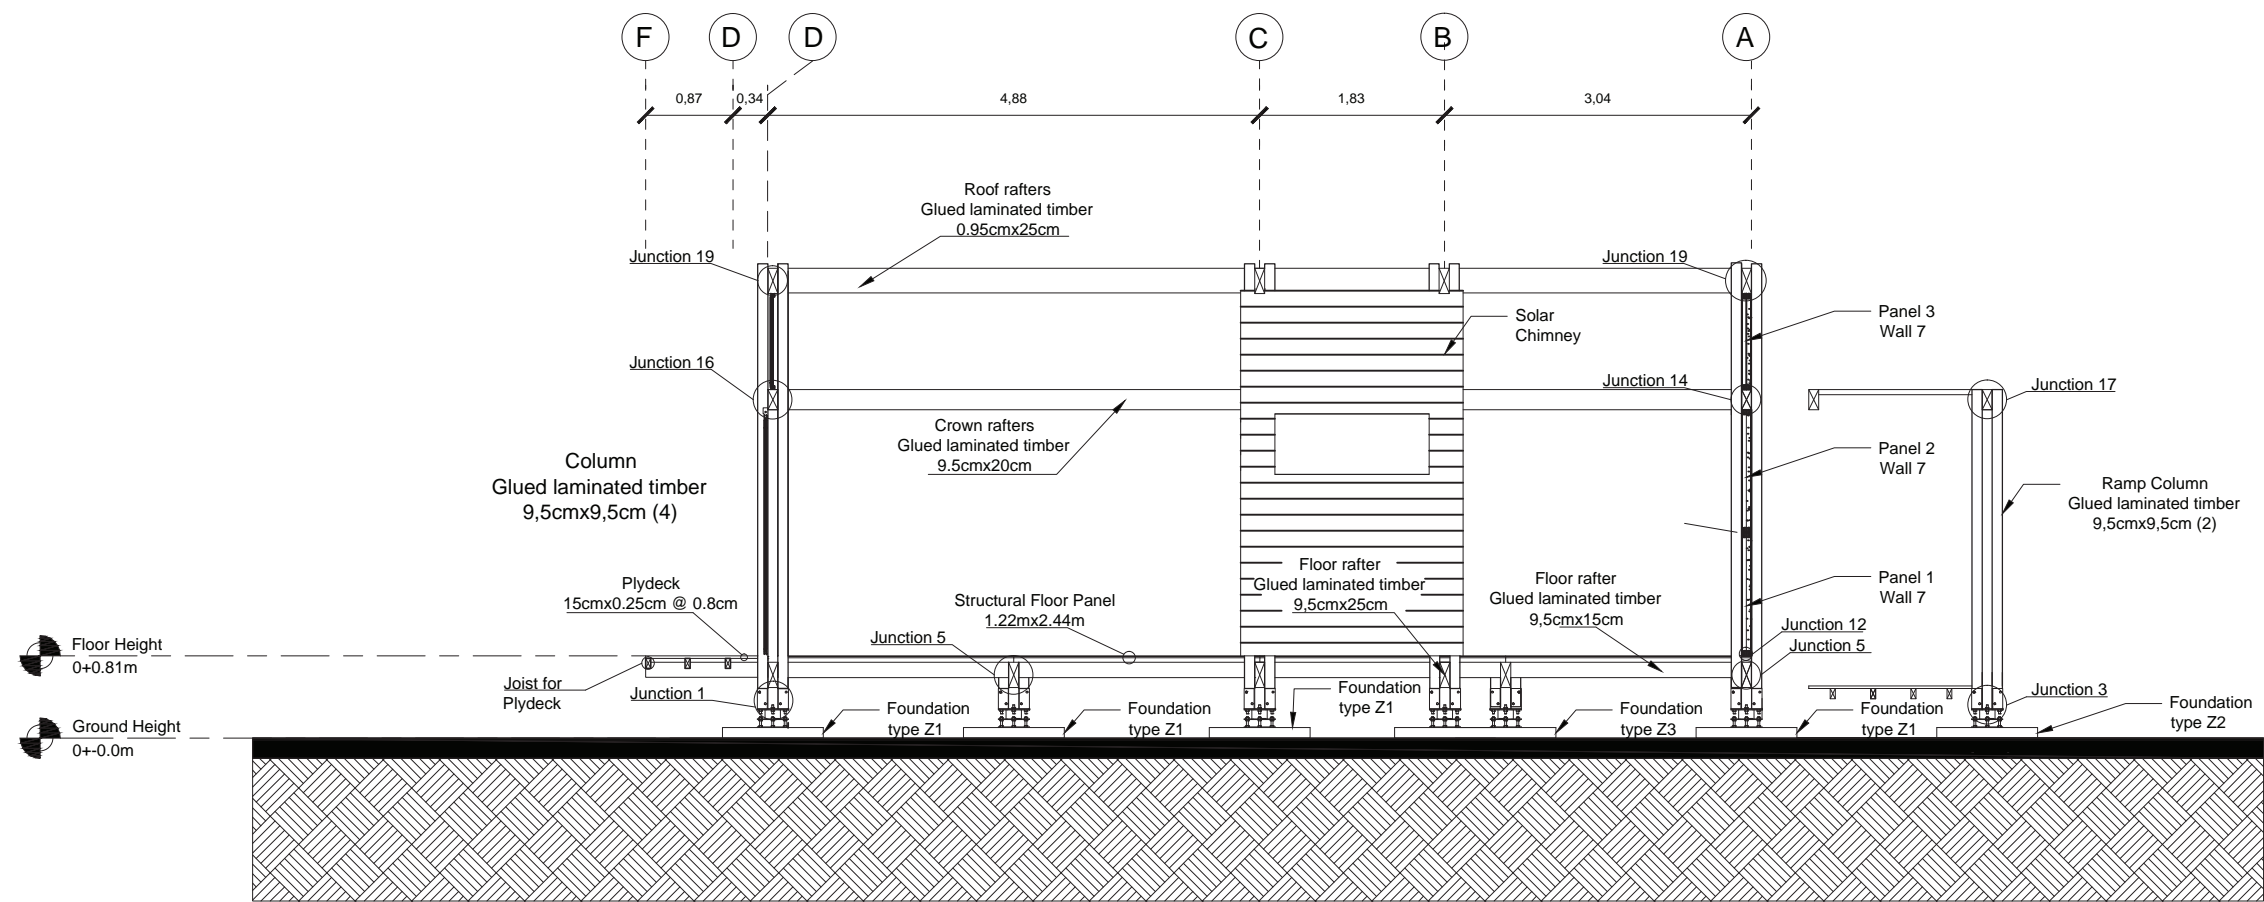 F
D
D
C
B
A
0,87
0,34
4,88
1,83
3,04
Roof rafters
Glued laminated timber
0.95cmx25cm
Junction 19
Junction 19
Solar
Chimney
Panel 3
Wall 7
Junction 16
Junction 14
Junction 17
Crown rafters
Glued laminated timber
9.5cmx20cm
Column
Glued laminated timber
9,5cmx9,5cm (4)
Panel 2
Wall 7
Ramp Column
Glued laminated timber
9,5cmx9,5cm (2)
Plydeck
15cmx0.25cm @ 0.8cm
Structural Floor Panel
1.22mx2.44m
Floor rafter
Glued laminated timber
9,5cmx25cm
Floor rafter
Glued laminated timber
9,5cmx15cm
Panel 1
Wall 7
Junction 12
Junction 5
Junction 5
Floor Height
0+0.81m
Joist for
Plydeck
Junction 1
Junction 3
Ground Height
0+-0.0m
Foundation
type Z1
Foundation
type Z1
Foundation
type Z1
Foundation
type Z3
Foundation
type Z1
Foundation
type Z2